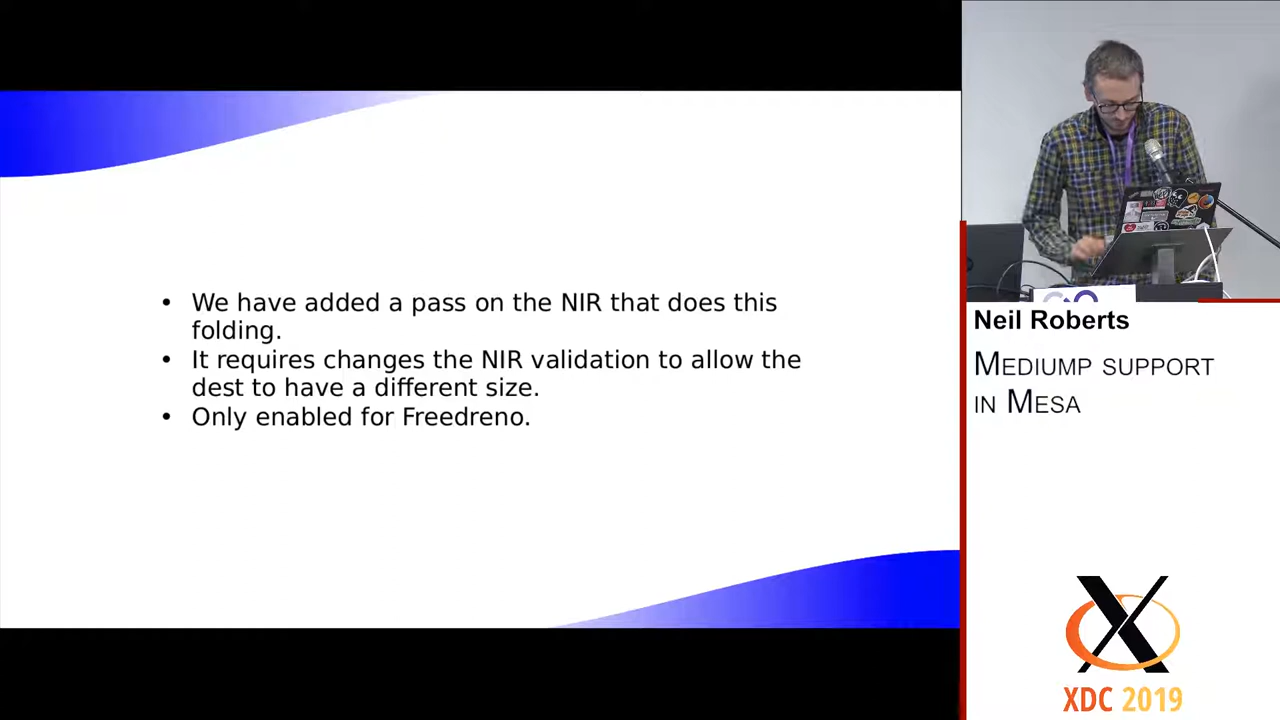 • We have added a pass on the NIR that does this
folding.
• It requires changes the NIR validation to allow the
dest to have a different size.
• Only enabled for Freedreno.
Neil Roberts
MEDIUMP SUPPORT
IN MESA
XDC 2019